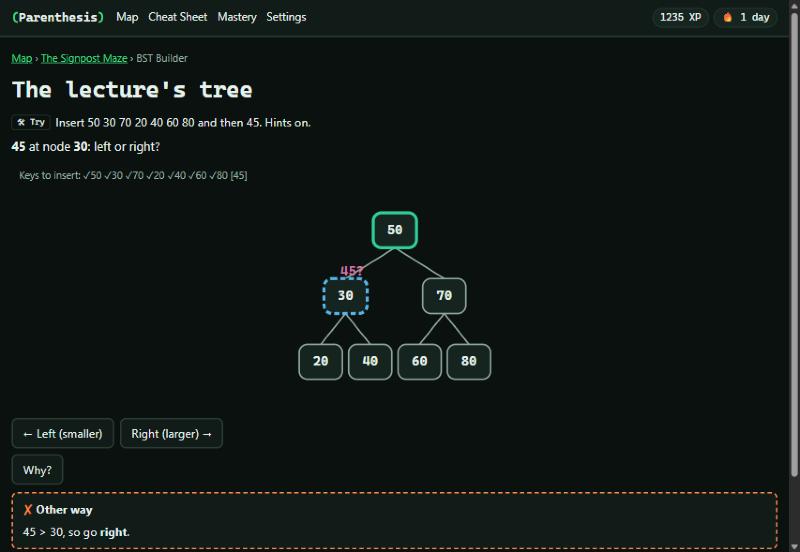 (Parenthesis) Map Cheat Sheet Mastery Settings 1235 XP 🔥 1 day
Map › The Signpost Maze › BST Builder
The lecture's tree
🛠 Try Insert 50 30 70 20 40 60 80 and then 45. Hints on.
45 at node 30: left or right?
Keys to insert: ✓50 ✓30 ✓70 ✓20 ✓40 ✓60 ✓80 [45]
50
45?
30 70
20 40 60 80
← Left (smaller) Right (larger) →
Why?
✗ Other way
45 > 30, so go right.